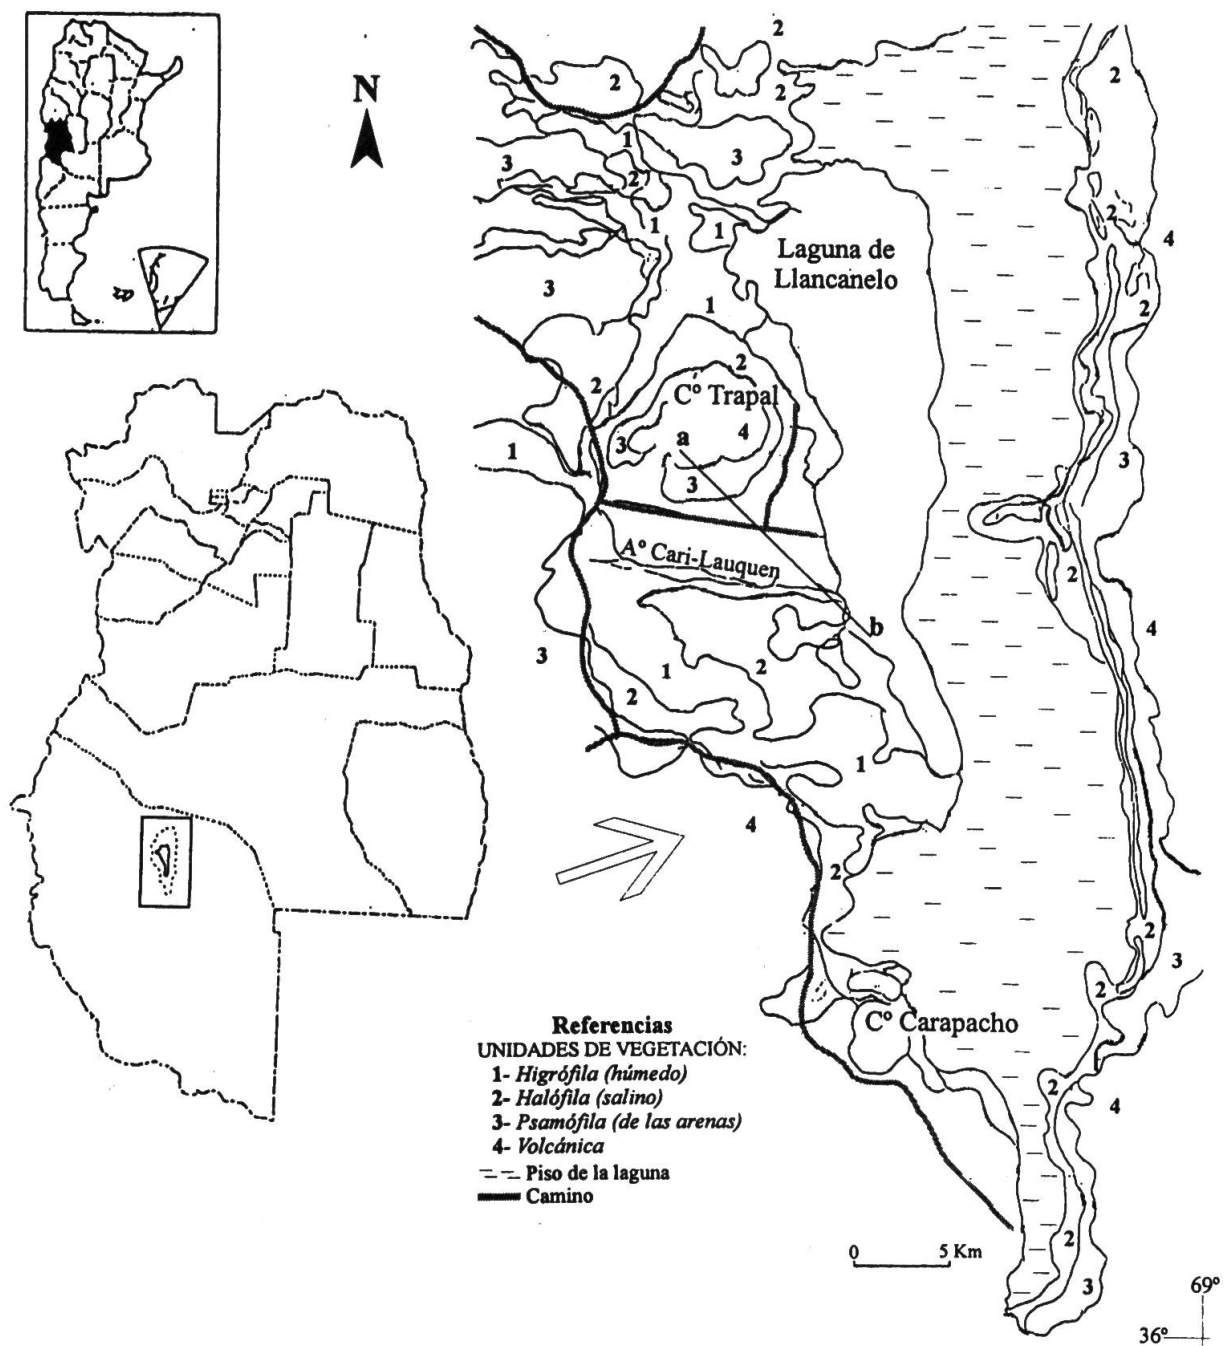 N
2
2
2
2
1
3
3
2
2
1
1
4
Laguna de
Llancanelo
3
2
1
2
Cº Trapal
2
1
3
a
4
3
3
Aº Cari-Lauquen
2
b
4
3
1
2
2
1
4
2
2
3
2
Cº Carapacho
2
4
Referencias
UNIDADES DE VEGETACIÓN:
1- Higrófila (húmedo)
2- Halófila (salino)
3- Psamófila (de las arenas)
4- Volcánica
Piso de la laguna
Camino
0 5 Km
2
3
69º
36º